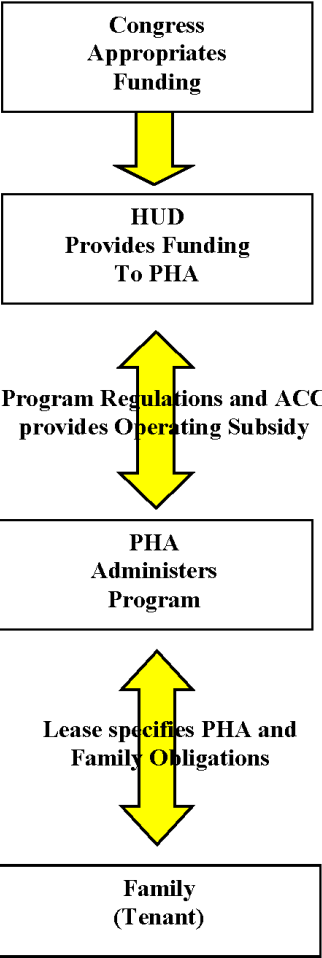 Congress
Appropriates
Funding
HUD
Provides Funding
To PHA
Program Regulations and ACC
provides Operating Subsidy
PHA
Administers
Program
Lease specifies PHA and
Family Obligations
Family
(Tenant)